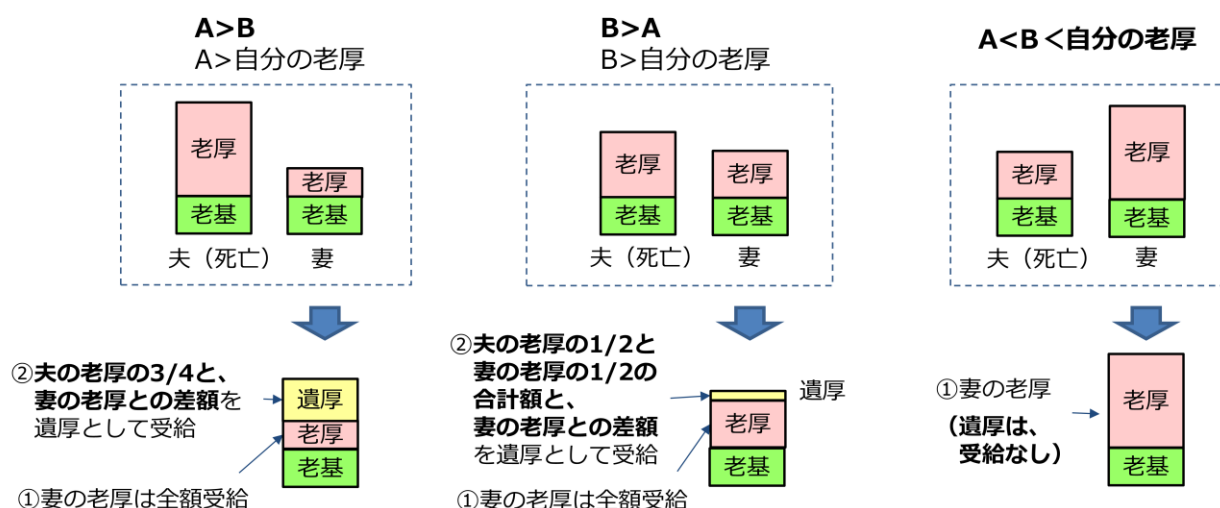 A>B
A>自分の老厚
老厚
老基
夫（死亡）
老厚
老基
妻
②夫の老厚の3/4と、
妻の老厚との差額を
遺厚として受給
遺厚
老厚
老基
①妻の老厚は全額受給
B>A
B>自分の老厚
老厚
老基
夫（死亡）
老厚
老基
妻
②夫の老厚の1/2と
妻の老厚の1/2の
合計額と、
妻の老厚との差額
を遺厚として受給
遺厚
老厚
老基
①妻の老厚は全額受給
A<B＜自分の老厚
老厚
老基
夫（死亡）
老厚
老基
妻
①妻の老厚
（遺厚は、
受給なし）
老厚
老基